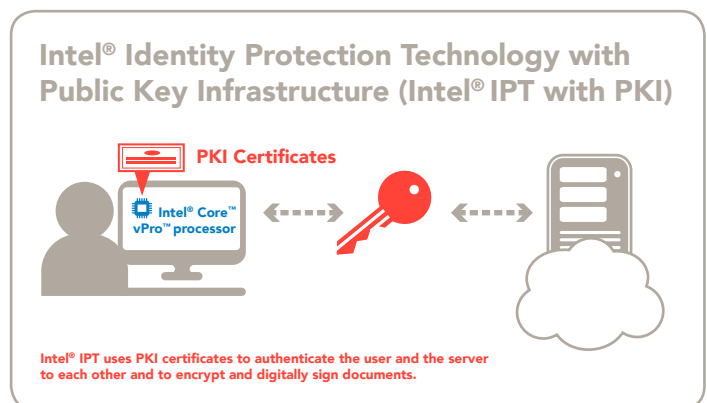 Intel® Identity Protection Technology with
Public Key Infrastructure (Intel® IPT with PKI)
PKI Certificates
Intel® Core™
vPro™ processor
Intel® IPT uses PKI certificates to authenticate the user and the server
to each other and to encrypt and digitally sign documents.